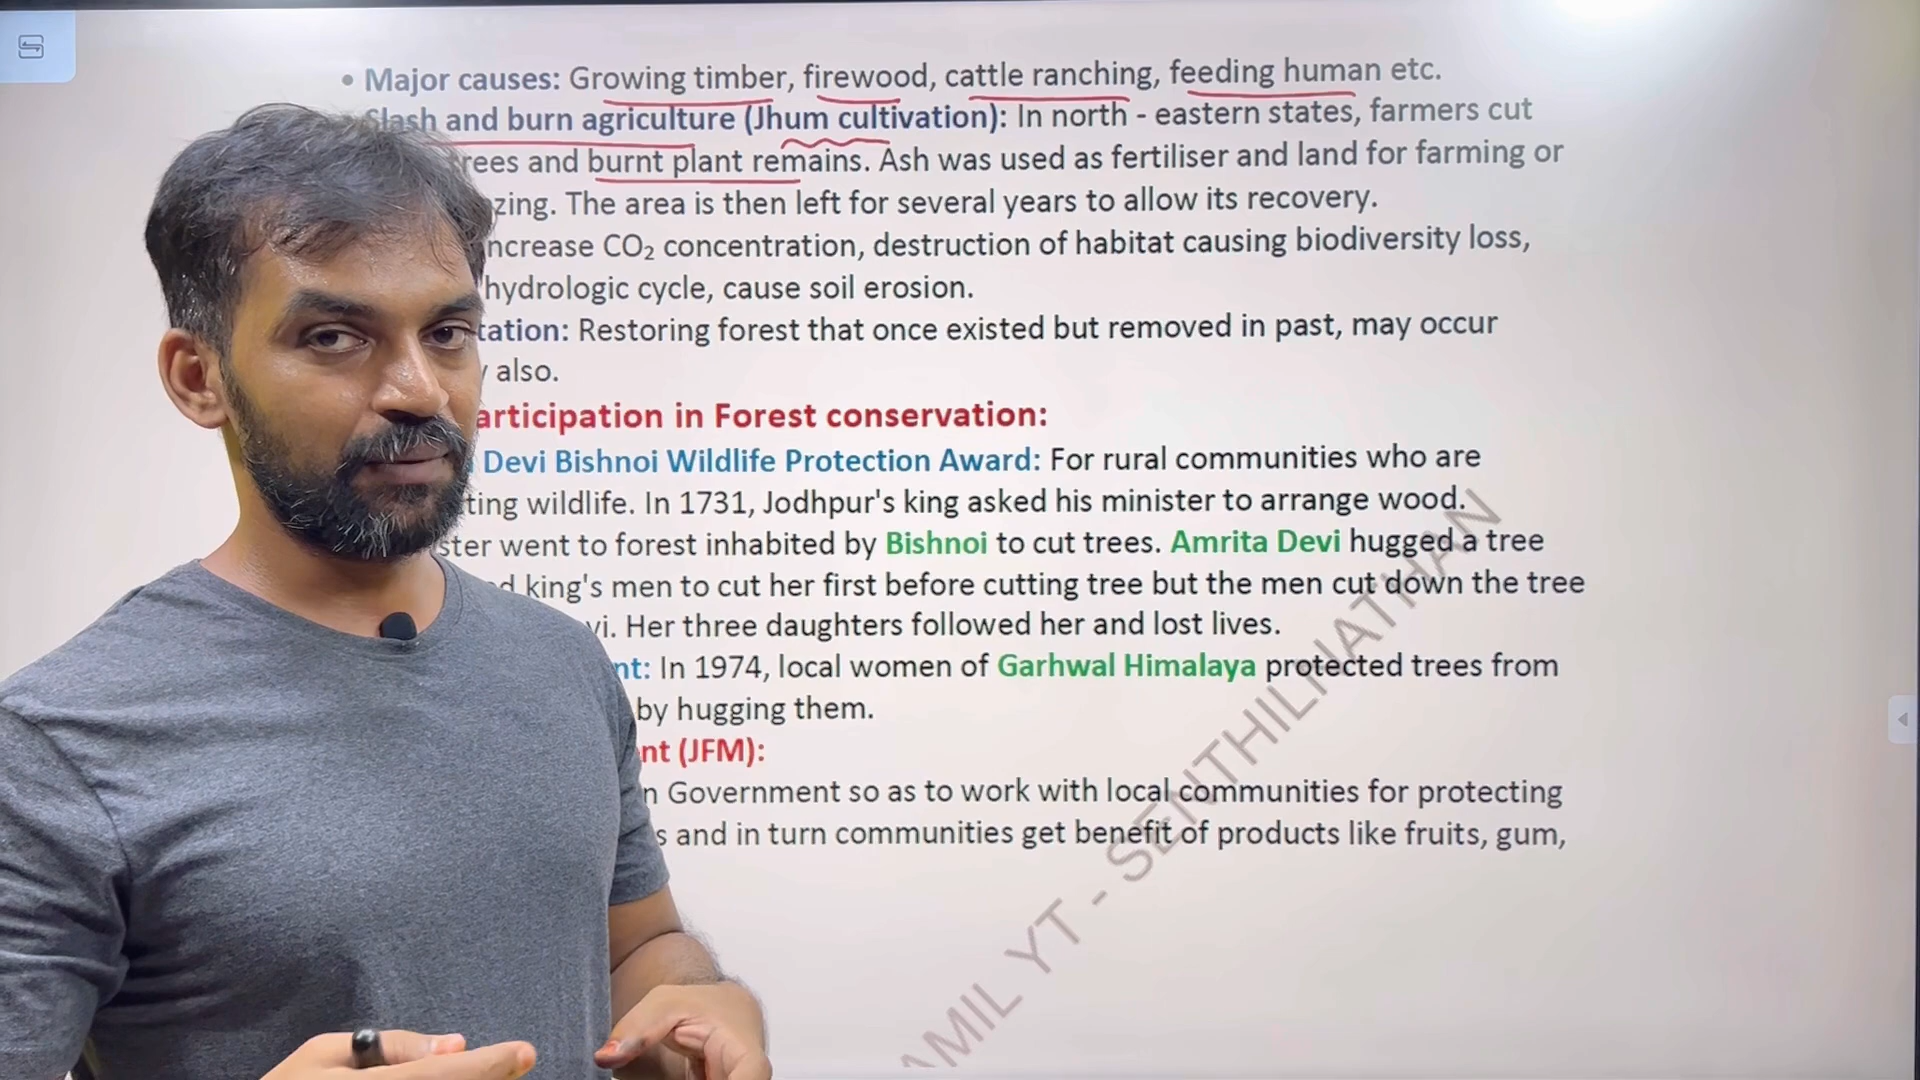 • Major causes: Growing timber, firewood, cattle ranching, feeding human etc.
Slash and burn agriculture (Jhum cultivation): In north - eastern states, farmers cut
rees and burnt plant remains. Ash was used as fertiliser and land for farming or
zing. The area is then left for several years to allow its recovery.
ncrease CO₂ concentration, destruction of habitat causing biodiversity loss,
hydrologic cycle, cause soil erosion.
tation: Restoring forest that once existed but removed in past, may occur
also.
articipation in Forest conservation:
Devi Bishnoi Wildlife Protection Award: For rural communities who are
ting wildlife. In 1731, Jodhpur's king asked his minister to arrange wood.
ster went to forest inhabited by Bishnoi to cut trees. Amrita Devi hugged a tree
d king's men to cut her first before cutting tree but the men cut down the tree
vi. Her three daughters followed her and lost lives.
nt: In 1974, local women of Garhwal Himalaya protected trees from
by hugging them.
nt (JFM):
n Government so as to work with local communities for protecting
s and in turn communities get benefit of products like fruits, gum,
AMIL YT - SENTHILNATHAN